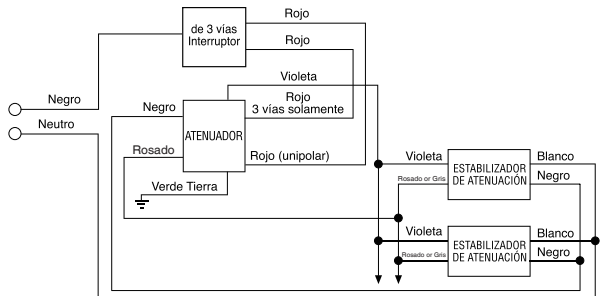 Rojo
de 3 vías
Interruptor
Rojo
Violeta
Negro
Negro
Rojo
3 vías solamente
Neutro
ATENUADOR
Rosado
Rojo (unipolar)
Violeta
Blanco
ESTABILIZADOR
DE ATENUACIÓN
Rosado or Gris
Negro
Verde Tierra
Violeta
Blanco
ESTABILIZADOR
DE ATENUACIÓN
Rosado or Gris
Negro